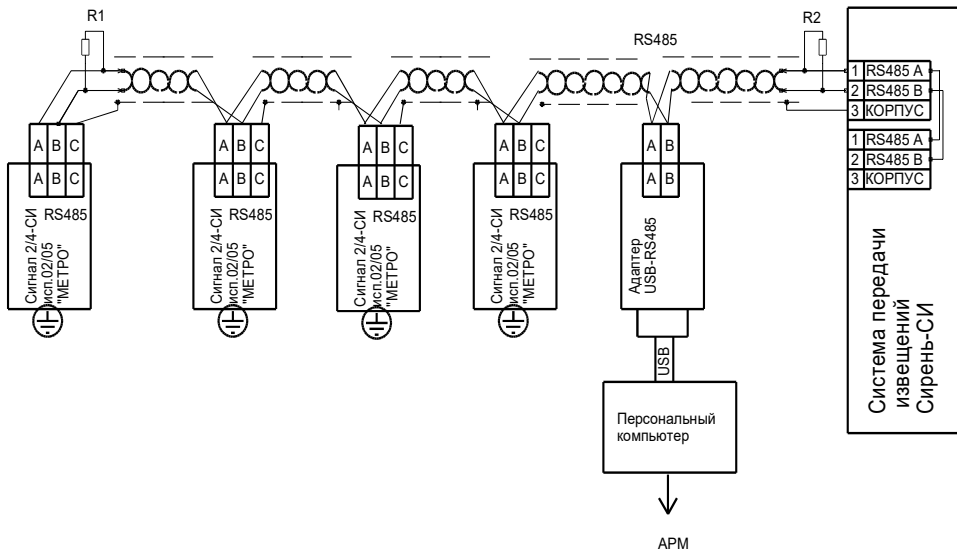 R1
RS485
R2
1 RS485 A
2 RS485 B
3 КОРПУС
1 RS485 A
2 RS485 B
3 КОРПУС
Система передачи
извещений
Сирень-СИ
A B C
A B C
RS485
Сигнал 2/4-СИ
исп.02/05
"МЕТРО"
A B C
A B C
RS485
Сигнал 2/4-СИ
исп.02/05
"МЕТРО"
A B C
A B C
RS485
Сигнал 2/4-СИ
исп.02/05
"МЕТРО"
A B C
A B C
RS485
Сигнал 2/4-СИ
исп.02/05
"МЕТРО"
A B
A B
Адаптер
USB-RS485
USB
Персональный
компьютер
АРМ